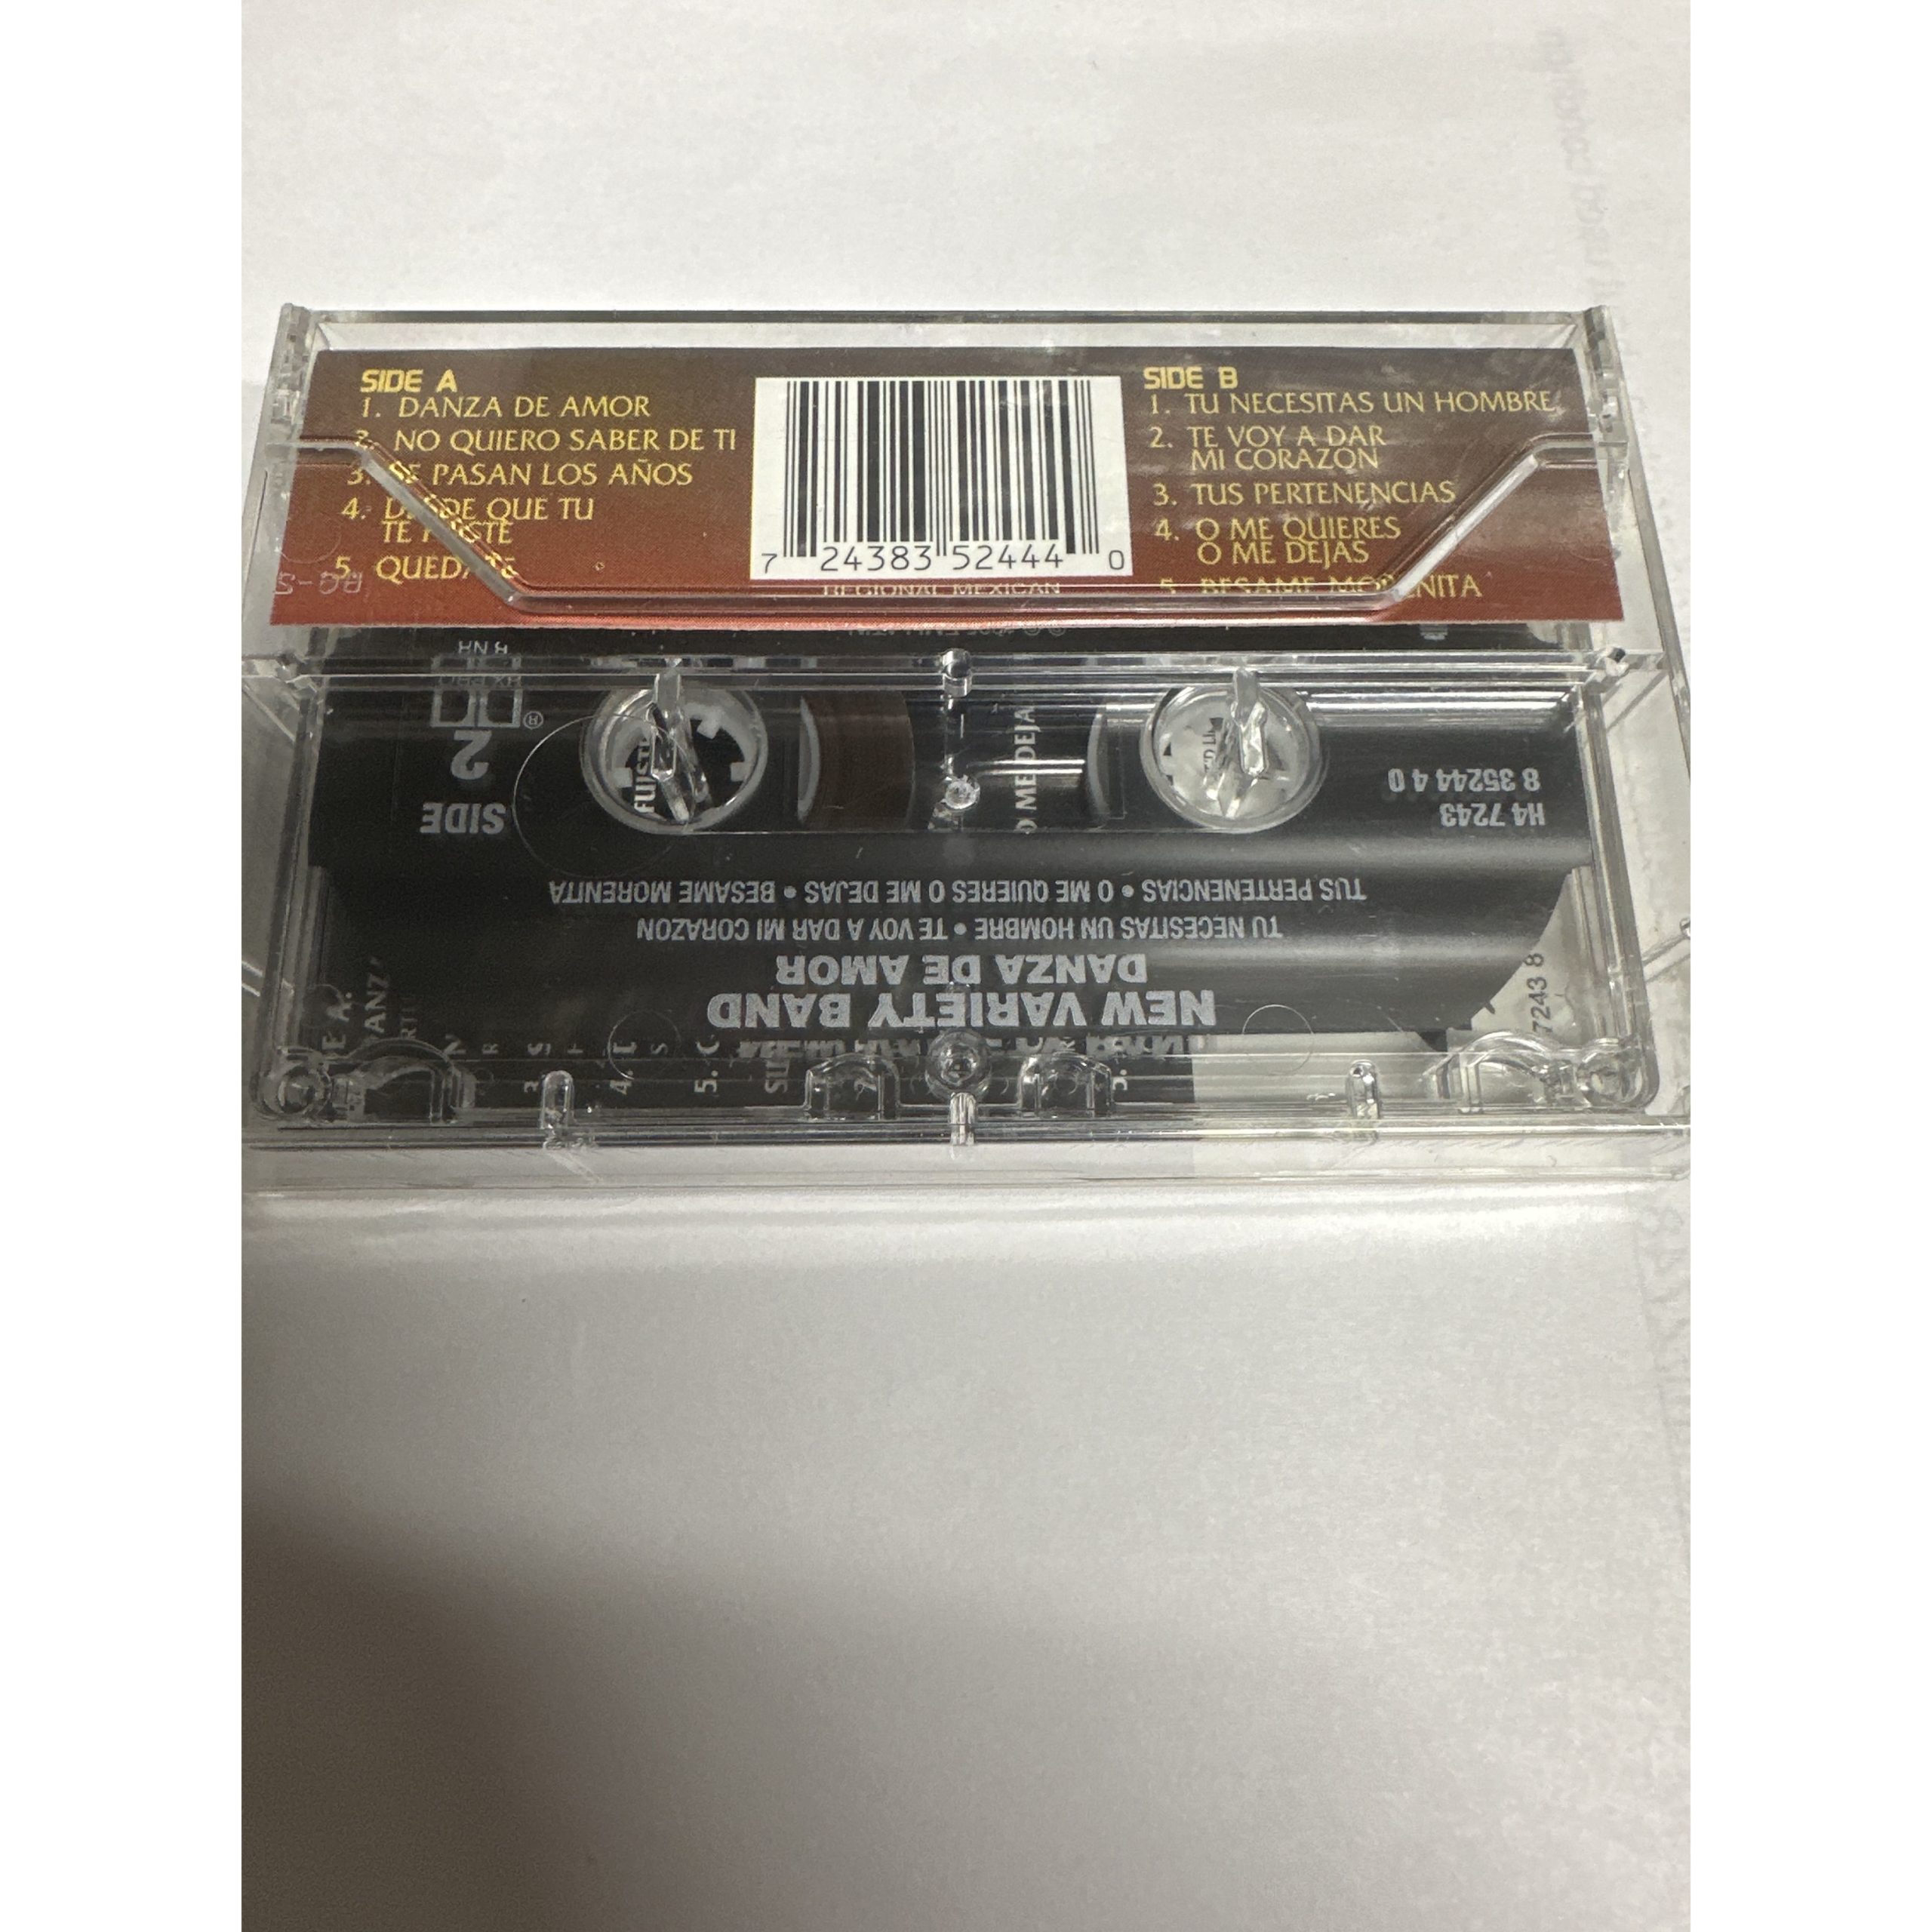 SIDE A
1. DANZA DE AMOR
2. NO QUIERO SABER DE TI
3. SE PASAN LOS AÑOS
4. DESDE QUE TU
TE FUISTE
5. QUEDATE
7 24383 52444 0
REGIONAL MEXICAN
SIDE B
1. TU NECESITAS UN HOMBRE
2. TE VOY A DAR
MI CORAZON
3. TUS PERTENENCIAS
4. O ME QUIERES
O ME DEJAS
5. BESAME MORENITA
NEW VARIETY BAND
DANZA DE AMOR
TU NECESITAS UN HOMBRE • TE VOY A DAR MI CORAZON
TUS PERTENENCIAS • O ME QUIERES O ME DEJAS • BESAME MORENITA
H4 7243
8 35244 4 0
SIDE
2
®
O ME DEJA
7243 8